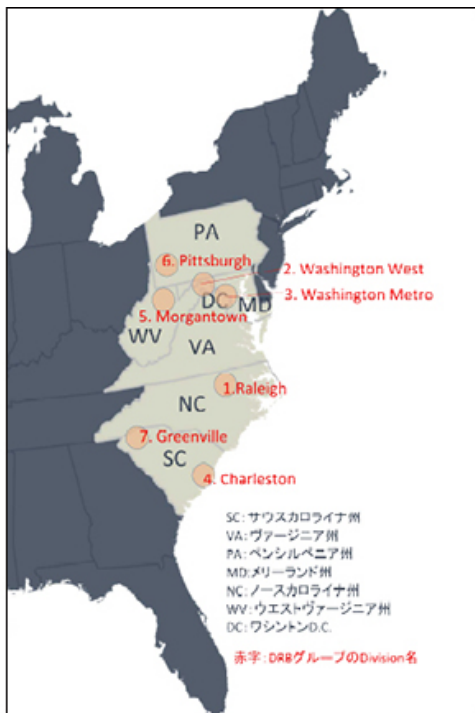 PA
6. Pittsburgh
2. Washington West
DC
MD
3. Washington Metro
5. Morgantown
WV
VA
1.Raleigh
NC
7. Greenville
SC
4. Charleston
SC: サウスカロライナ州
VA: ヴァージニア州
PA: ペンシルベニア州
MD: メリーランド州
NC: ノースカロライナ州
WV: ウエストヴァージニア州
DC: ワシントンD.C.
赤字: DRBグループのDivision名